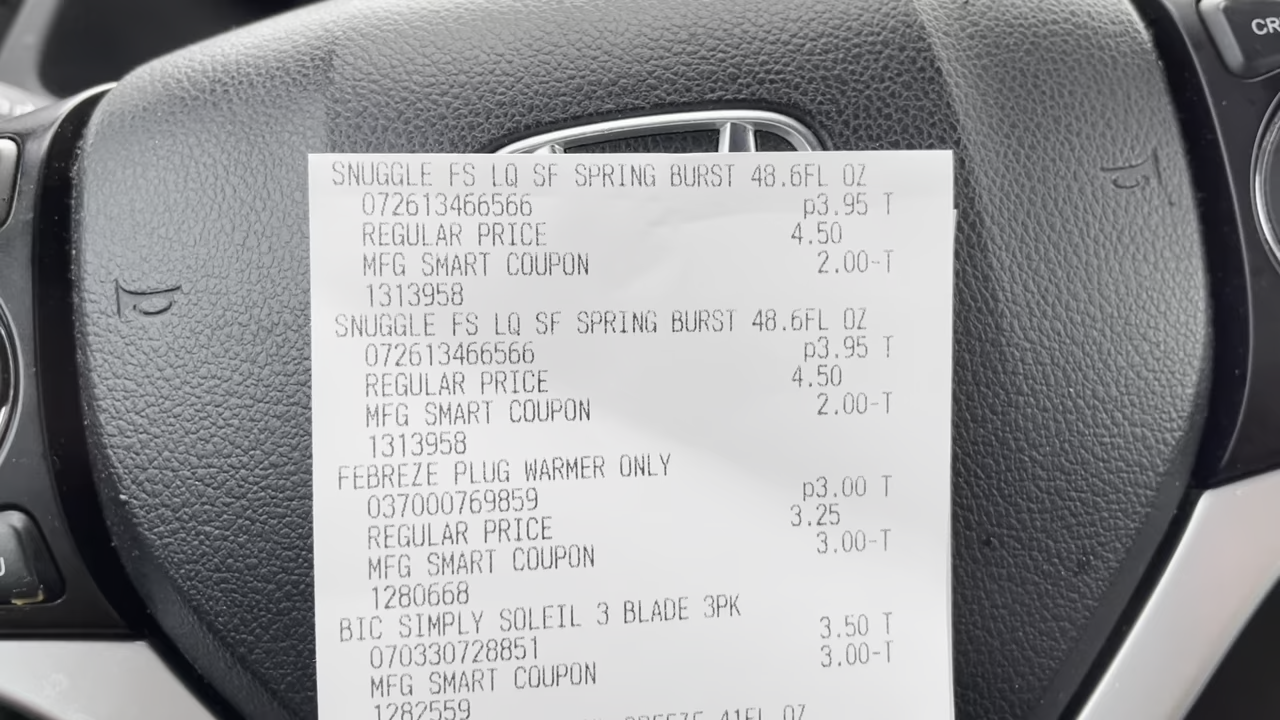 CR
SNUGGLE FS LQ SF SPRING BURST 48.6FL OZ
072613466566 p3.95 T
REGULAR PRICE 4.50
MFG SMART COUPON 2.00-T
1313958
SNUGGLE FS LQ SF SPRING BURST 48.6FL OZ
072613466566 p3.95 T
REGULAR PRICE 4.50
MFG SMART COUPON 2.00-T
1313958
FEBREZE PLUG WARMER ONLY
037000769859 p3.00 T
REGULAR PRICE 3.25
MFG SMART COUPON 3.00-T
1280668
BIC SIMPLY SOLEIL 3 BLADE 3PK
070330728851 3.50 T
MFG SMART COUPON 3.00-T
1282559
41FL OZ